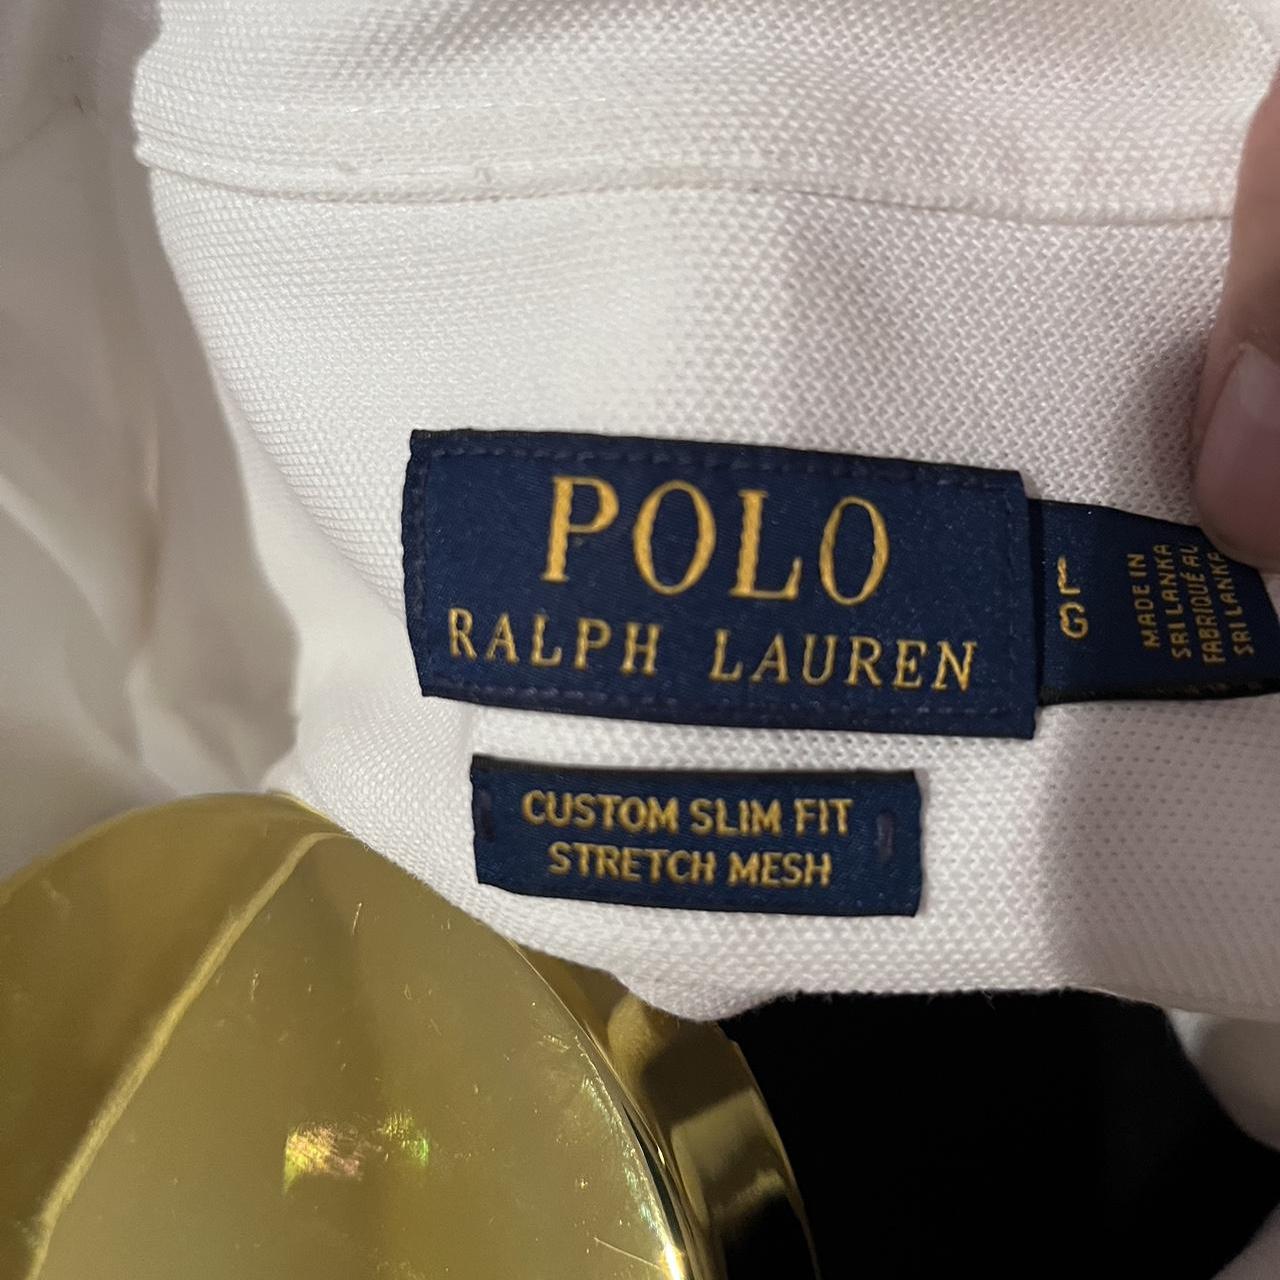 POLO
RALPH LAUREN
L
G
MADE IN
SRI LANKA
FABRIQUÉ AU
SRI LANKA
CUSTOM SLIM FIT
STRETCH MESH